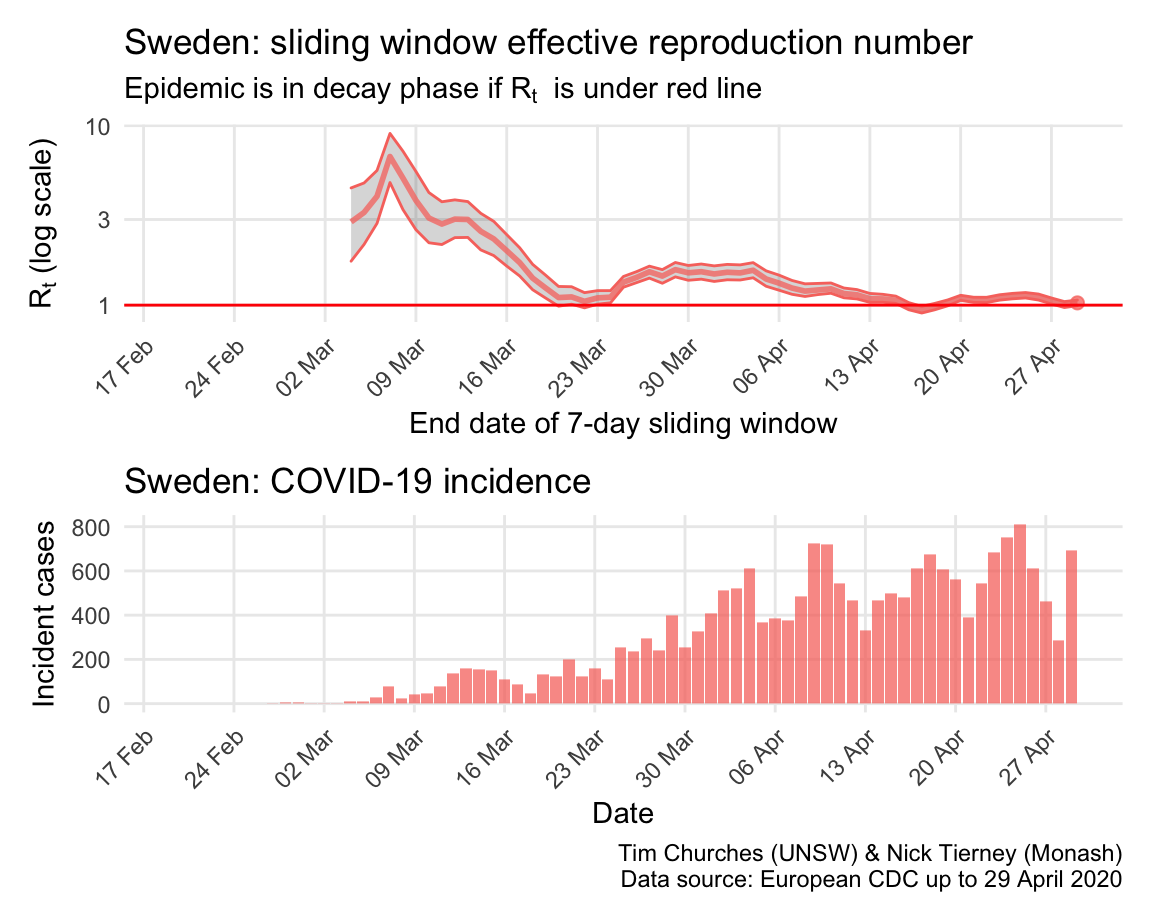 Sweden: sliding window effective reproduction number
Epidemic is in decay phase if Rt is under red line
Rt (log scale)
10
3
1
17 Feb
24 Feb
02 Mar
09 Mar
16 Mar
23 Mar
30 Mar
06 Apr
13 Apr
20 Apr
27 Apr
End date of 7-day sliding window
Sweden: COVID-19 incidence
Incident cases
800
600
400
200
0
17 Feb
24 Feb
02 Mar
09 Mar
16 Mar
23 Mar
30 Mar
06 Apr
13 Apr
20 Apr
27 Apr
Date
Tim Churches (UNSW) & Nick Tierney (Monash)
Data source: European CDC up to 29 April 2020